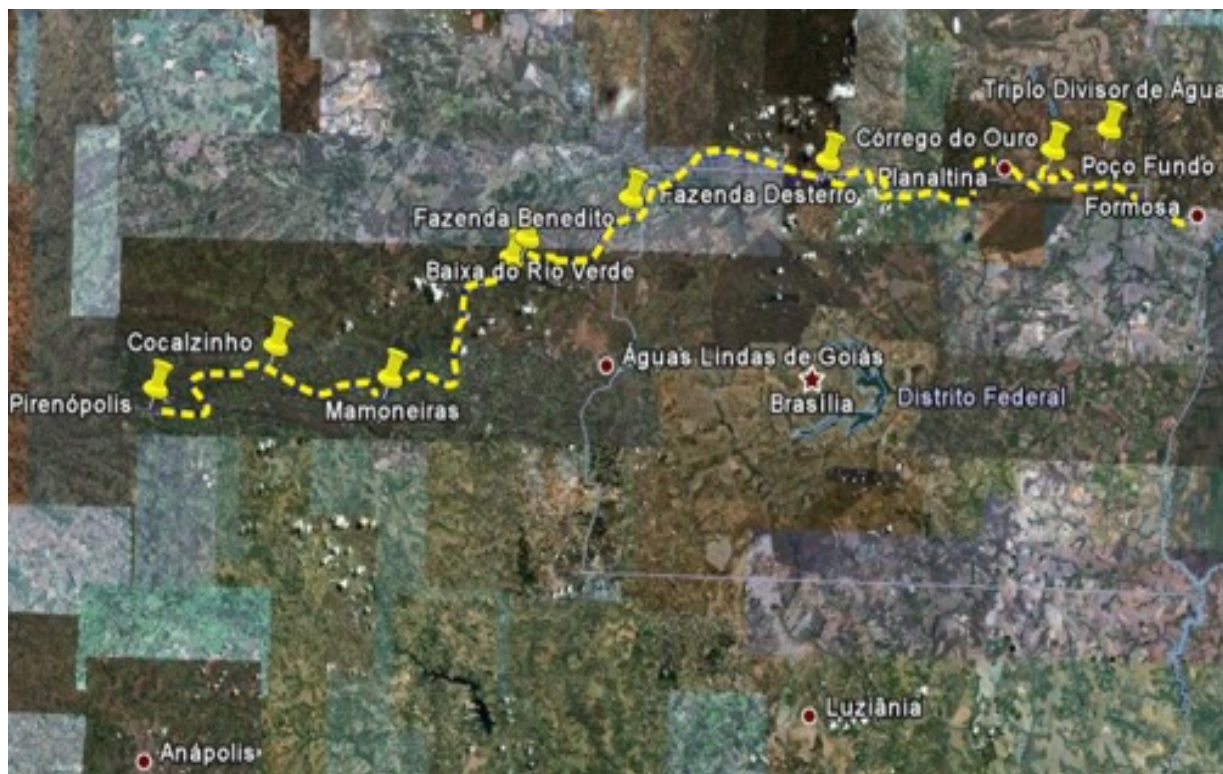 Triplo Divisor de Água
Córrego do Ouro
Planaltina
Poço Fundo
Fazenda Desterro
Formosa
Fazenda Benedito
Baixa do Rio Verde
Cocalzinho
Águas Lindas de Goiás
Pirenópolis
Mamoneiras
Brasília
Distrito Federal
Luziânia
Anápolis